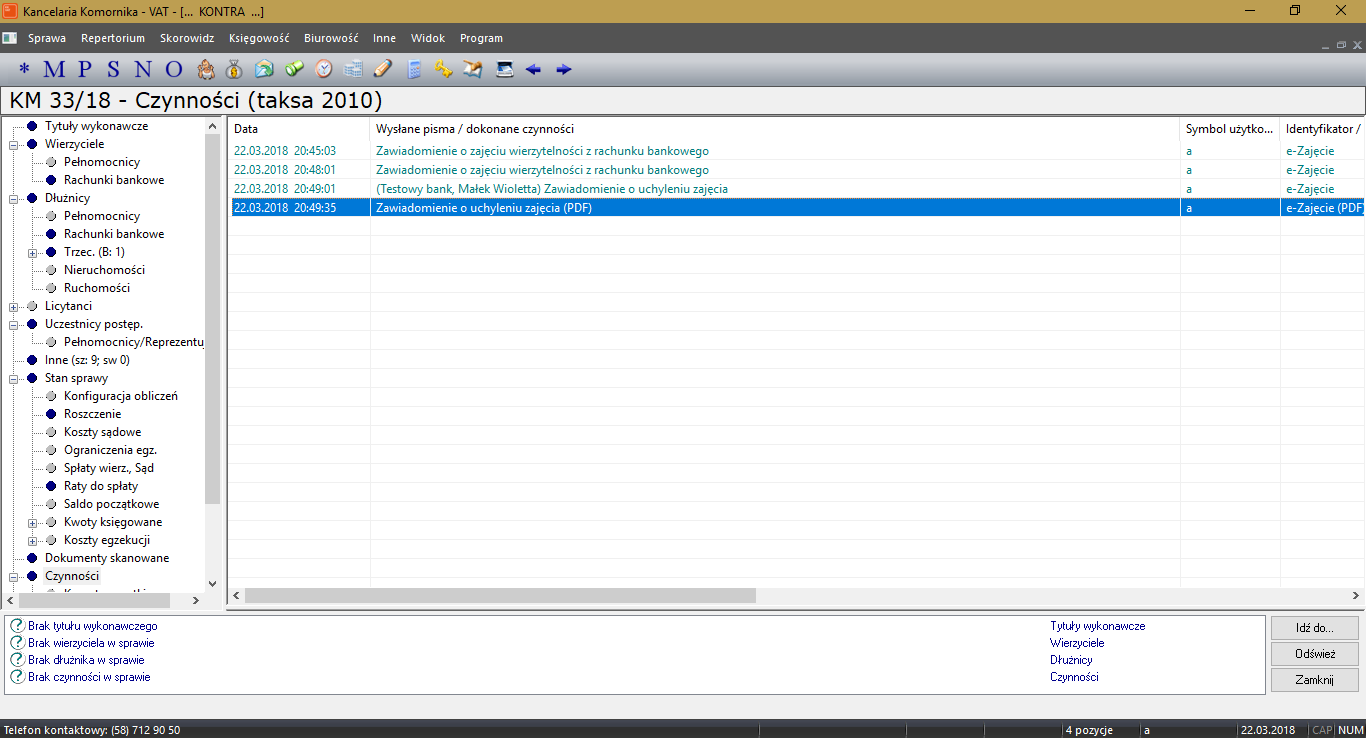 Kancelaria Komornika - VAT - [... KONTRA ...]
Sprawa Repertorium Skorowidz Księgowość Biurowość Inne Widok Program
* M P S N O
KM 33/18 - Czynności (taksa 2010)
Tytuły wykonawcze
Wierzyciele
Pełnomocnicy
Rachunki bankowe
Dłużnicy
Pełnomocnicy
Rachunki bankowe
Trzec. (B: 1)
Nieruchomości
Ruchomości
Licytanci
Uczestnicy postęp.
Pełnomocnicy/Reprezentu
Inne (sz: 9; sw 0)
Stan sprawy
Konfiguracja obliczeń
Roszczenie
Koszty sądowe
Ograniczenia egz.
Spłaty wierz., Sąd
Raty do spłaty
Saldo początkowe
Kwoty księgowane
Koszty egzekucji
Dokumenty skanowane
Czynności
Data Wysłane pisma / dokonane czynności Symbol użytko... Identyfikator /
22.03.2018 20:45:03 Zawiadomienie o zajęciu wierzytelności z rachunku bankowego a e-Zajęcie
22.03.2018 20:48:01 Zawiadomienie o zajęciu wierzytelności z rachunku bankowego a e-Zajęcie
22.03.2018 20:49:01 (Testowy bank, Małek Wioletta) Zawiadomienie o uchyleniu zajęcia a e-Zajęcie
22.03.2018 20:49:35 Zawiadomienie o uchyleniu zajęcia (PDF) a e-Zajęcie (PDF)
Brak tytułu wykonawczego Tytuły wykonawcze
Brak wierzyciela w sprawie Wierzyciele
Brak dłużnika w sprawie Dłużnicy
Brak czynności w sprawie Czynności
Idź do...
Odśwież
Zamknij
Telefon kontaktowy: (58) 712 90 50 4 pozycje a 22.03.2018 CAP NUM